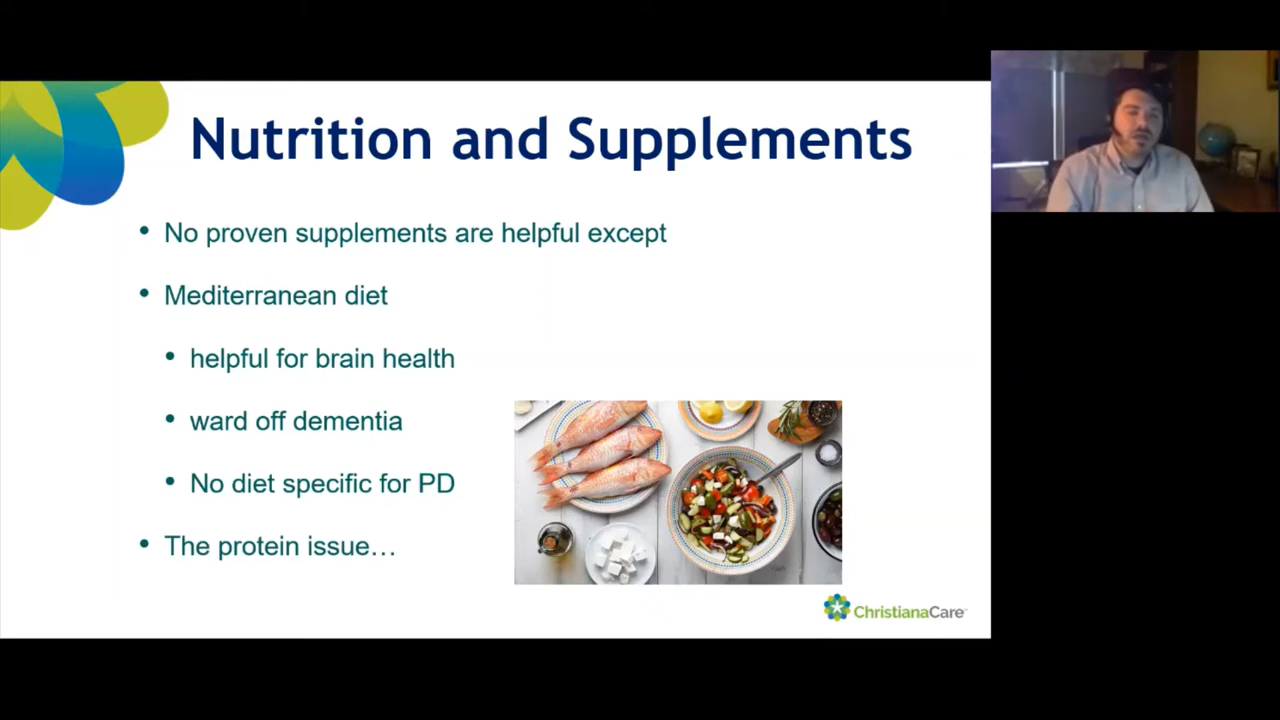 Nutrition and Supplements
No proven supplements are helpful except
Mediterranean diet
helpful for brain health
ward off dementia
No diet specific for PD
The protein issue…
ChristianaCare™